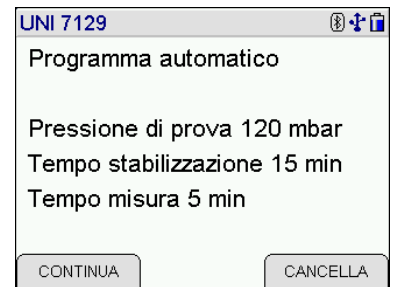 UNI 7129
Programma automatico
Pressione di prova 120 mbar
Tempo stabilizzazione 15 min
Tempo misura 5 min
CONTINUA CANCELLA